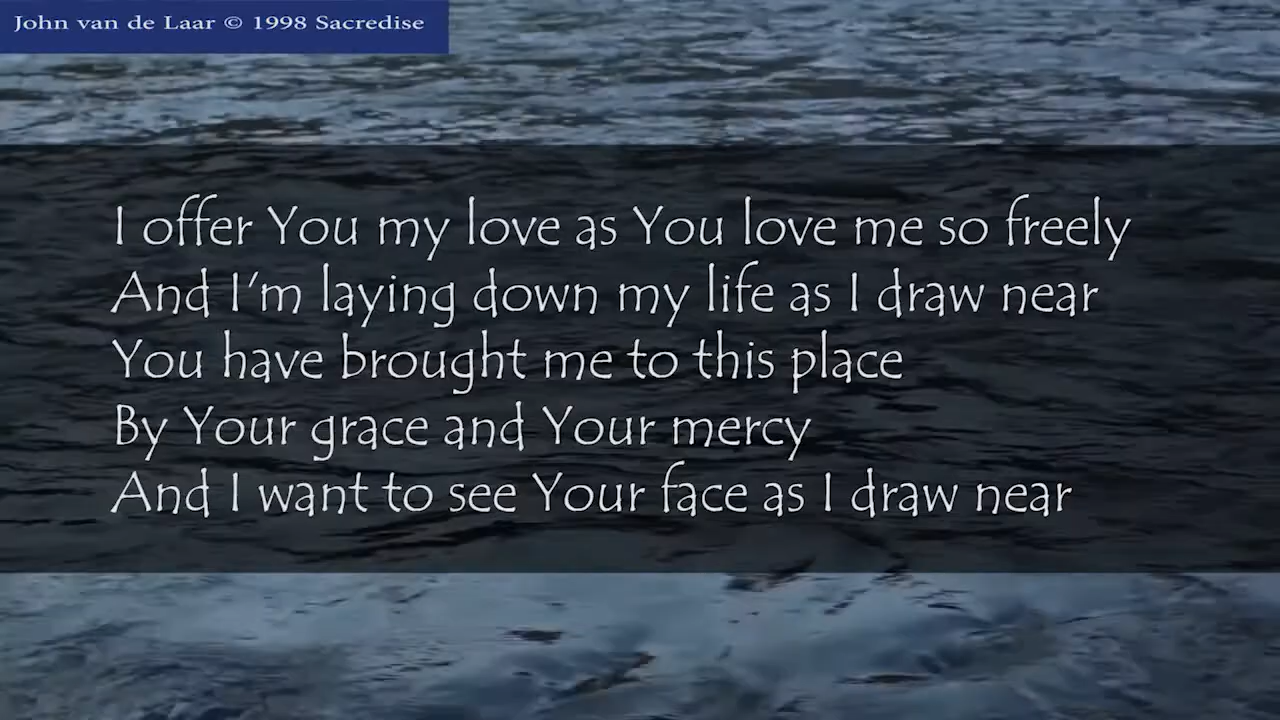 John van de Laar © 1998 Sacredise
I offer You my love as You love me so freely
And I'm laying down my life as I draw near
You have brought me to this place
By Your grace and Your mercy
And I want to see Your face as I draw near